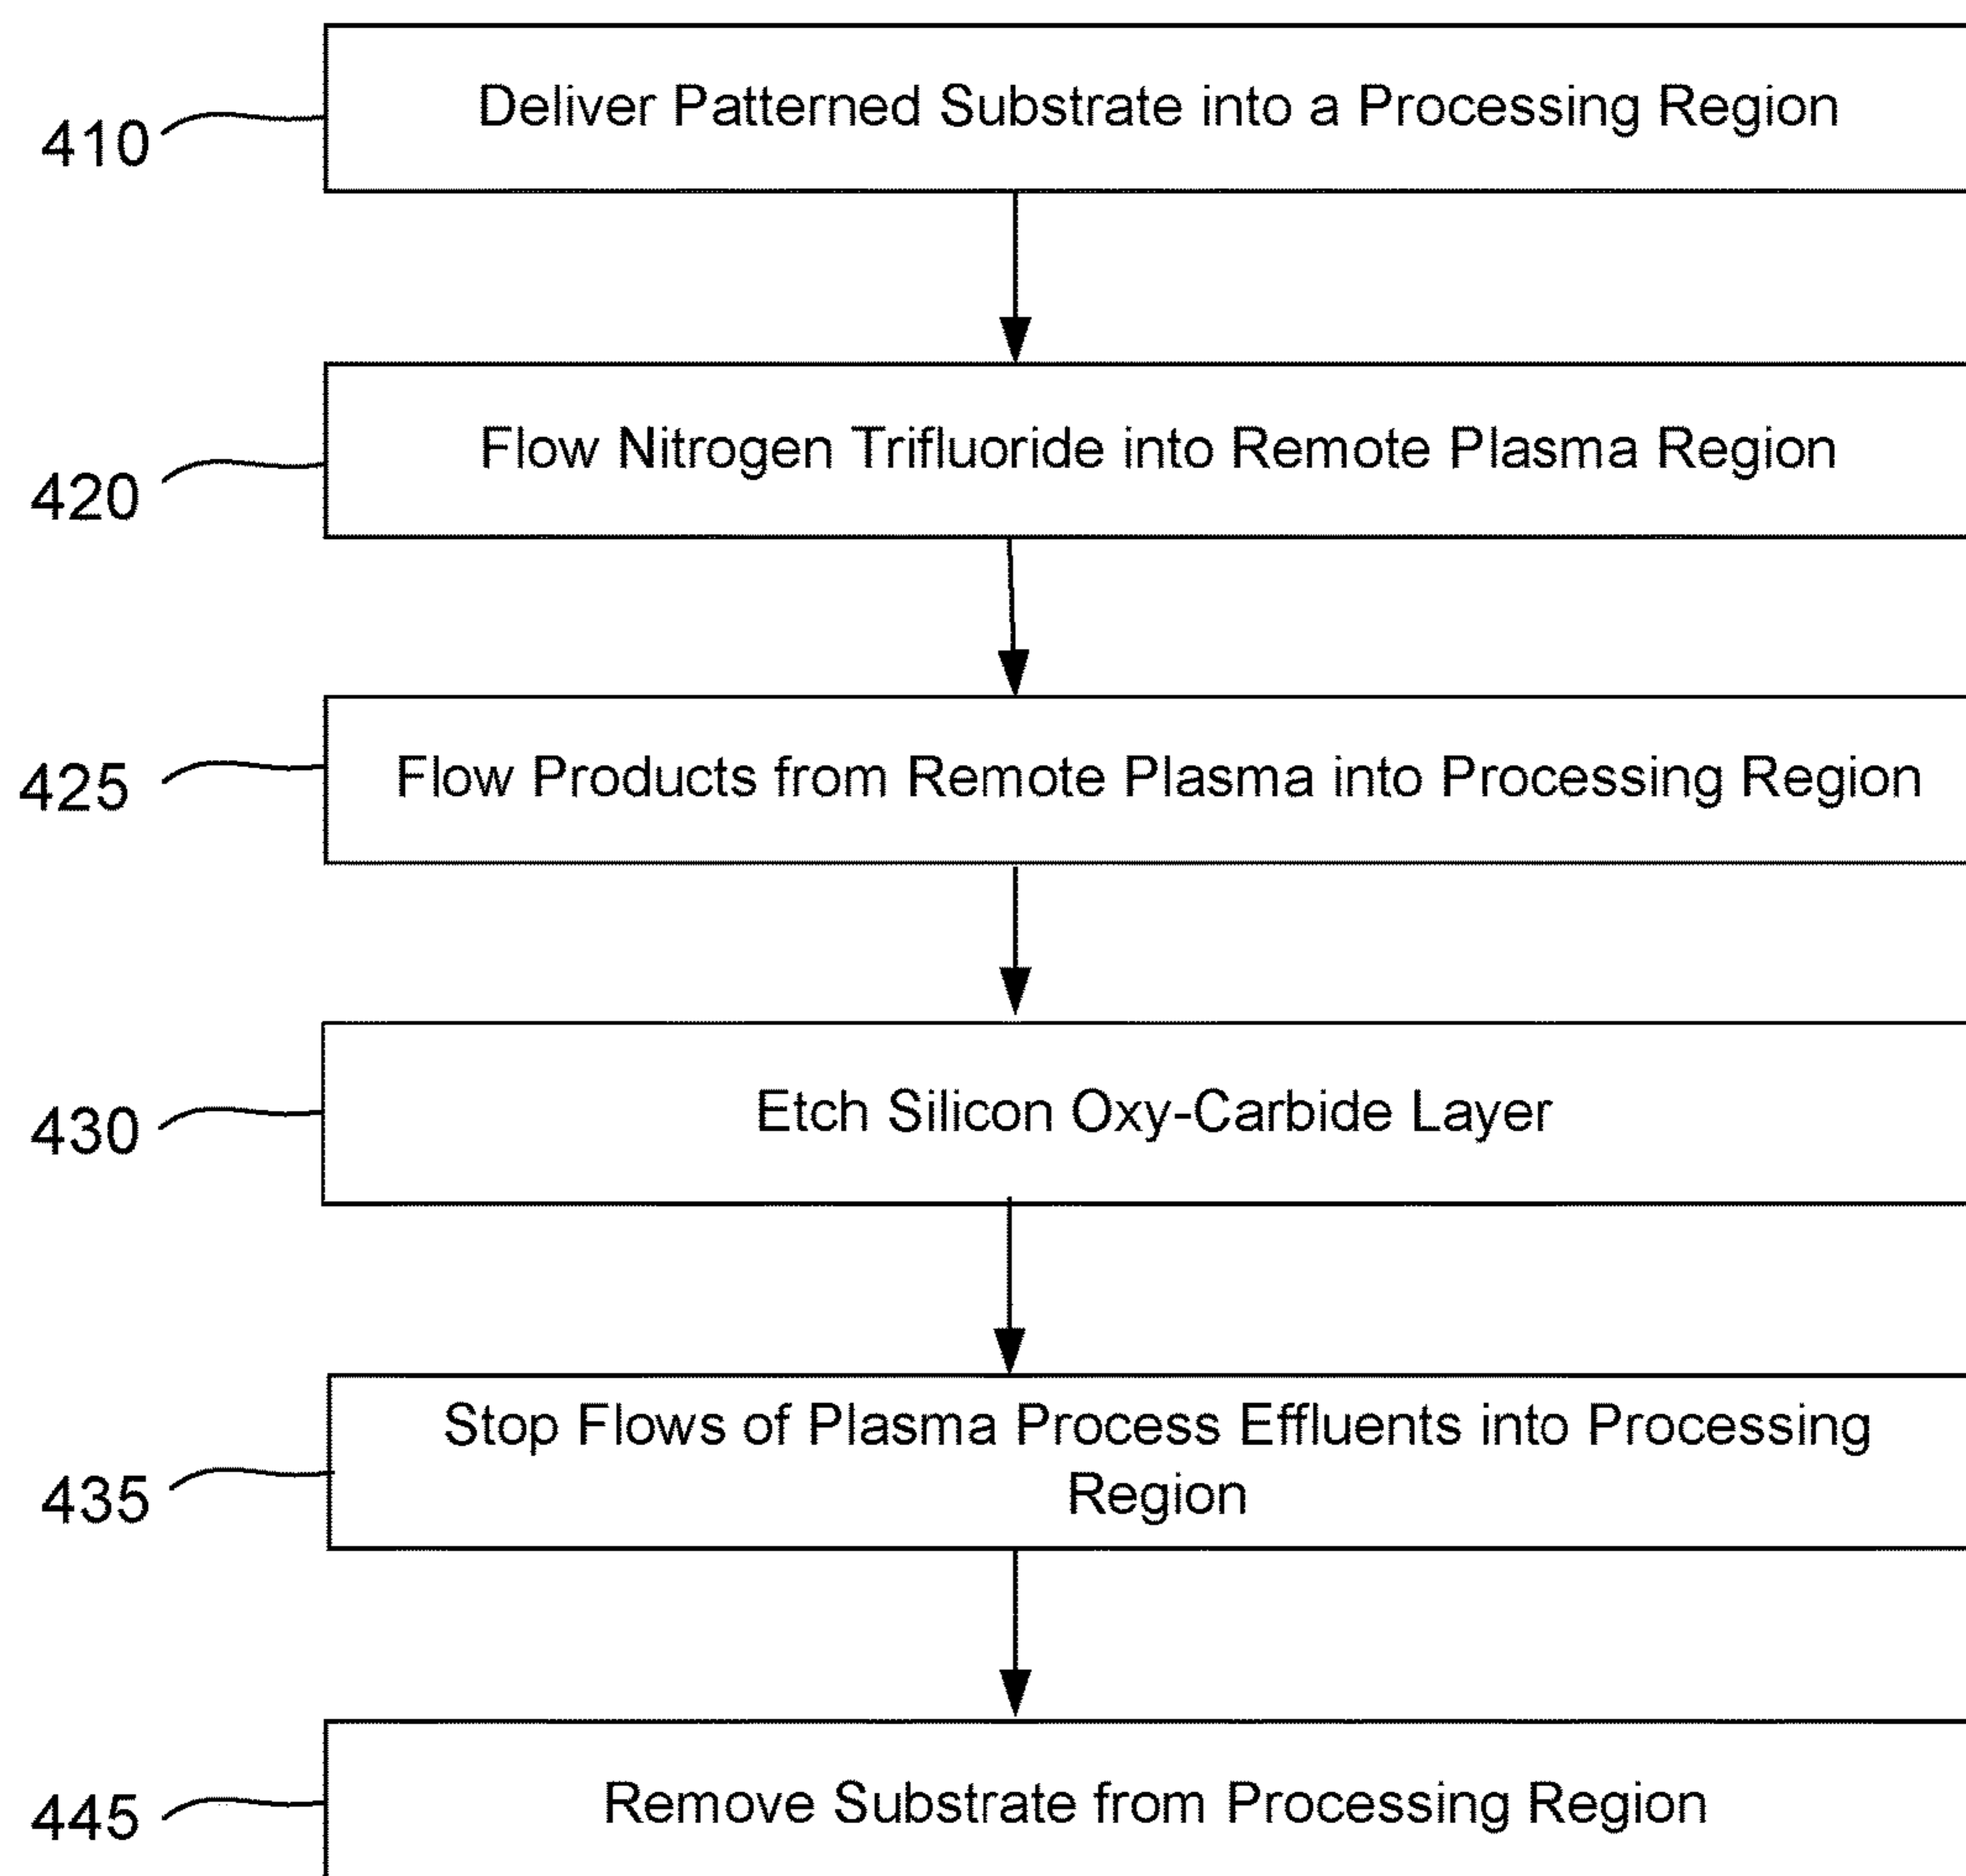 410 Deliver Patterned Substrate into a Processing Region
420 Flow Nitrogen Trifluoride into Remote Plasma Region
425 Flow Products from Remote Plasma into Processing Region
430 Etch Silicon Oxy-Carbide Layer
435 Stop Flows of Plasma Process Effluents into Processing
Region
445 Remove Substrate from Processing Region